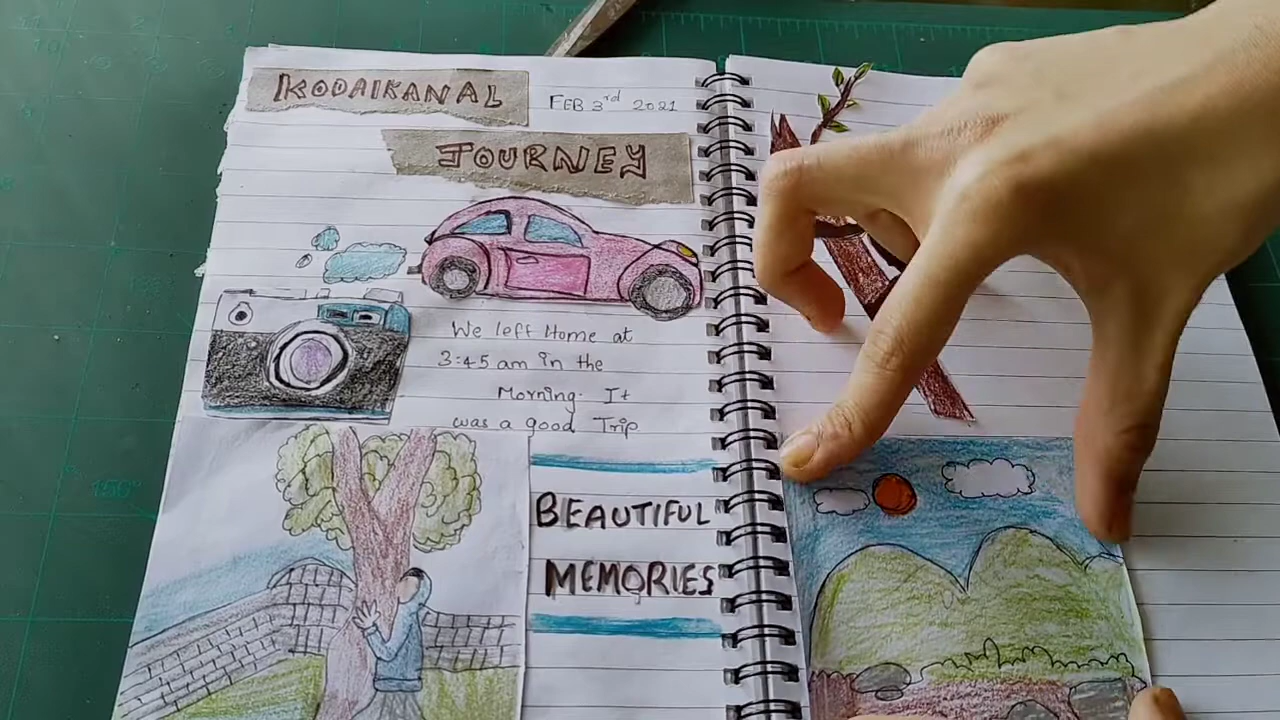 KODAIKANAL
FEB 3rd 2021
JOURNEY
We left Home at
3:45 am in the
Morning. It
was a good Trip
BEAUTIFUL
MEMORIES